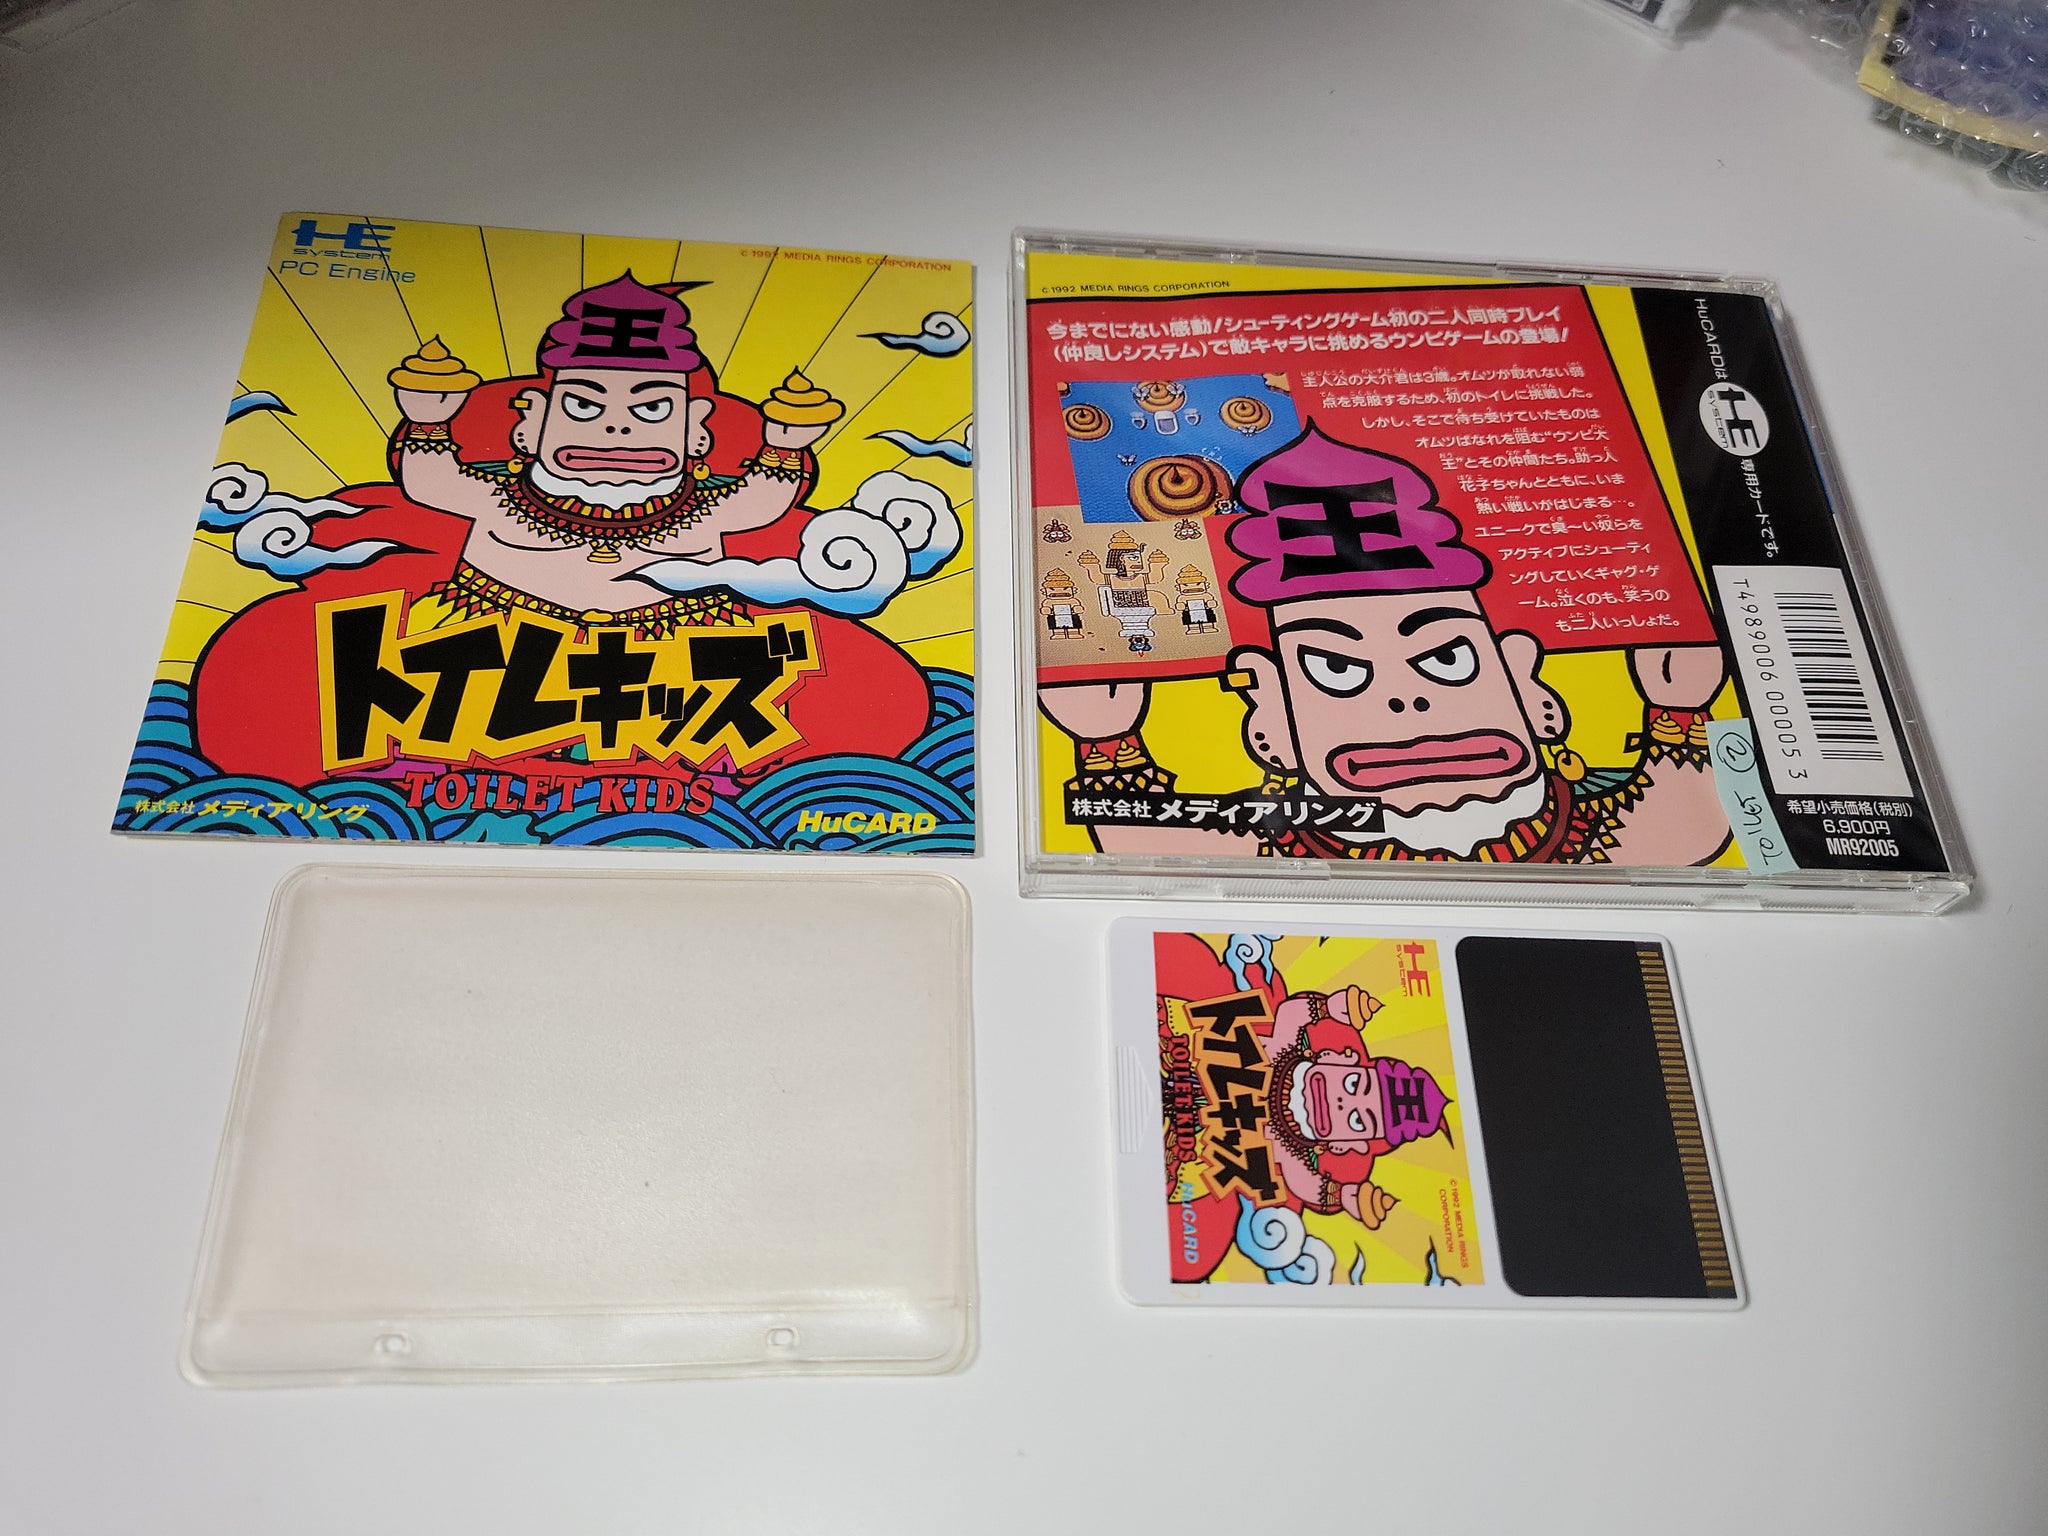 HE
system
PC Engine
c 1992 MEDIA RINGS CORPORATION
王
トイレキッズ
TOILET KIDS
株式会社 メディアリング
HuCARD
c 1992 MEDIA RINGS CORPORATION
今までにない感動!シューティングゲーム初の二人同時プレイ
(仲良しシステム)で敵キャラに挑めるウンピゲームの登場!
主人公の大介君は3歳。オムツが取れない弱
点を克服するため、初のトイレに挑戦した。
しかし、そこで待ち受けていたものは
オムツばなれを阻む“ウンピ大
王”とその仲間たち。助っ人
花子ちゃんとともに、いま
熱い戦いがはじまる…。
ユニークで臭〜い奴らを
アクティブにシューティ
ングしていくギャグ・ゲ
ーム。泣くのも、笑うの
も二人いっしょだ。
王
株式会社 メディアリング
HuCARDは
HE
system
専用カードです。
T4989006 000005 3
②
希望小売価格(税別)
6,900円
MR92005
HE
system
王
トイレキッズ
TOILET KIDS
HuCARD
© 1992 MEDIA RINGS
CORPORATION